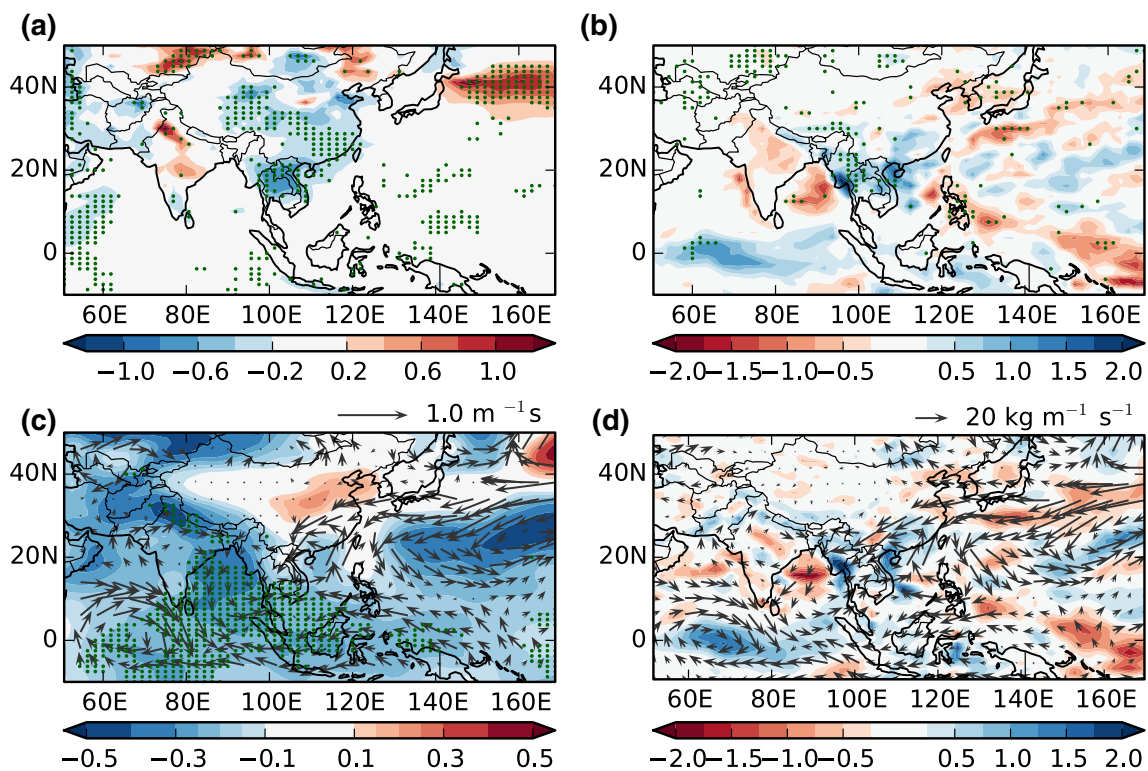 (a)
(b)
40N
20N
0
40N
20N
0
60E 80E 100E 120E 140E 160E
60E 80E 100E 120E 140E 160E
−1.0 −0.6 −0.2 0.2 0.6 1.0
−2.0 −1.5 −1.0 −0.5 0.5 1.0 1.5 2.0
(c)
1.0 m ⁻¹s
(d)
20 kg m⁻¹ s⁻¹
40N
20N
0
40N
20N
0
60E 80E 100E 120E 140E 160E
60E 80E 100E 120E 140E 160E
−0.5 −0.3 −0.1 0.1 0.3 0.5
−2.0 −1.5 −1.0 −0.5 0.5 1.0 1.5 2.0